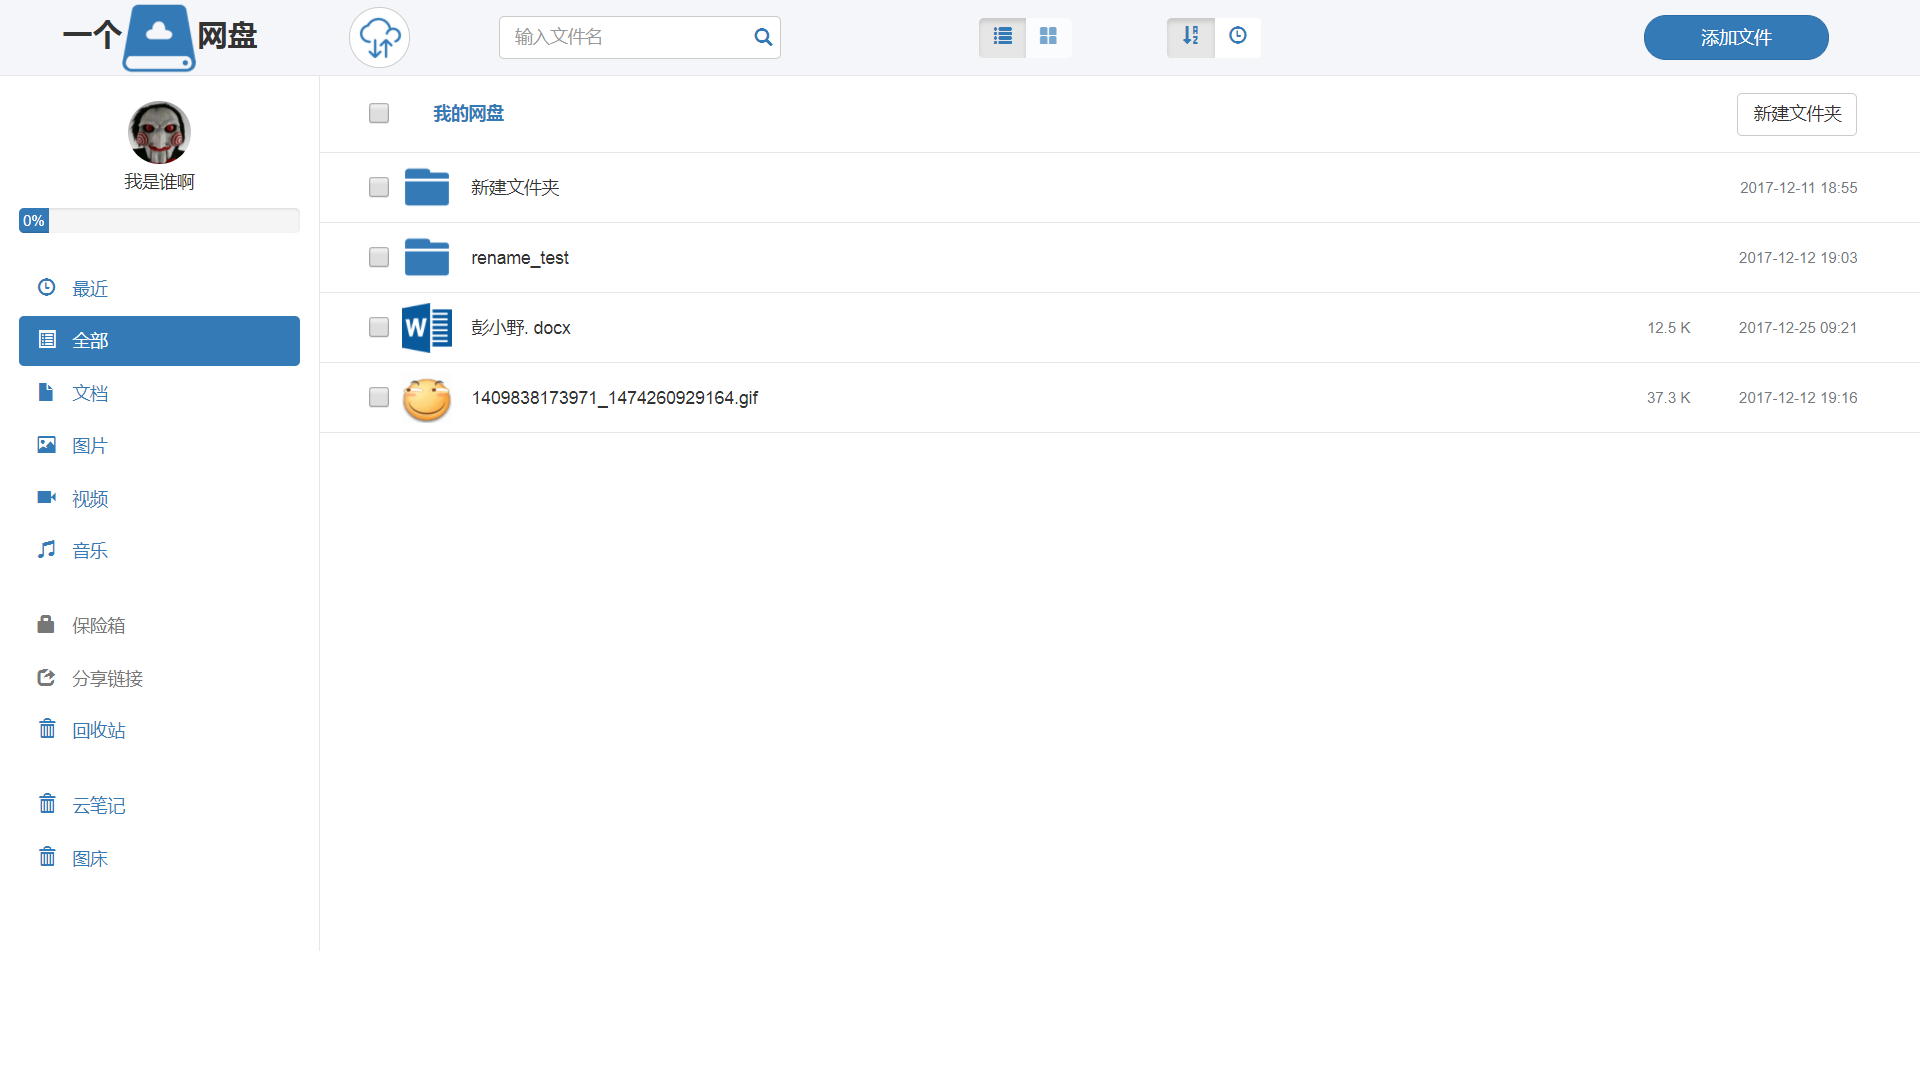 一个网盘
输入文件名
添加文件
我是谁啊
0%
最近
全部
文档
图片
视频
音乐
保险箱
分享链接
回收站
云笔记
图床
我的网盘
新建文件夹
新建文件夹 2017-12-11 18:55
rename_test 2017-12-12 19:03
彭小野. docx 12.5 K 2017-12-25 09:21
1409838173971_1474260929164.gif 37.3 K 2017-12-12 19:16